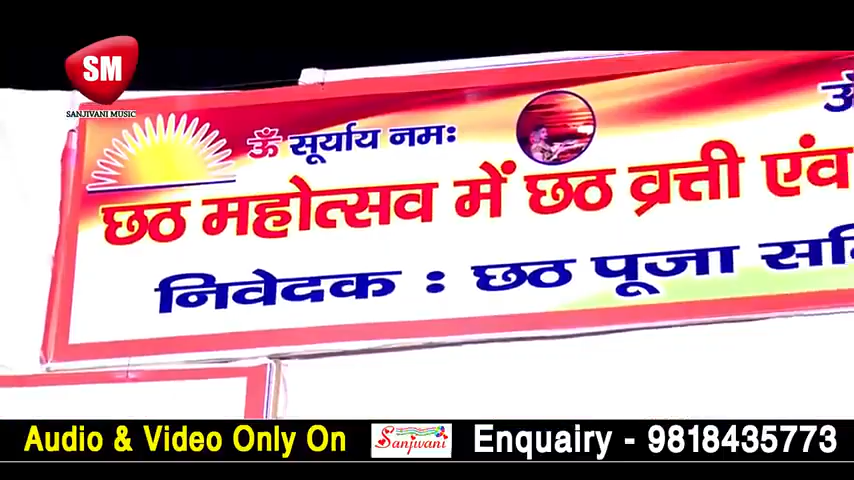 SM
SANJIVANI MUSIC
ॐ सूर्याय नमः
छठ महोत्सव में छठ व्रत्ती एंव
निवेदक : छठ पूजा
Audio & Video Only On Sanjivani Enquairy - 9818435773